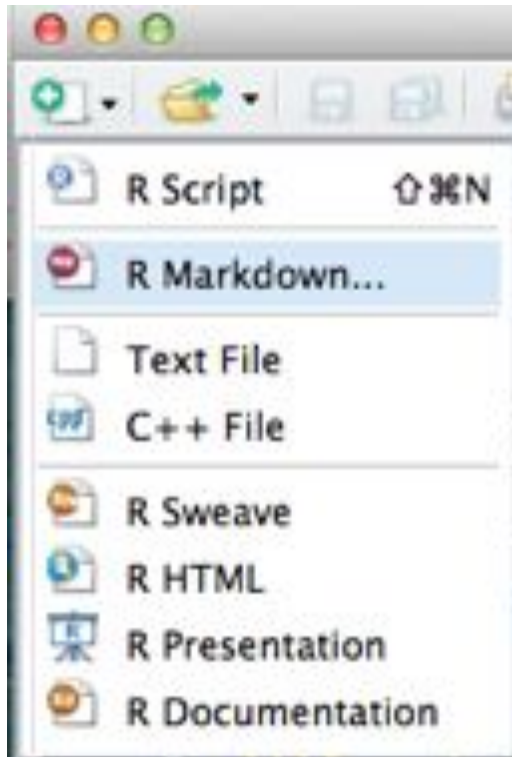 R Script ⇧⌘N
R Markdown...
Text File
C++ File
R Sweave
R HTML
R Presentation
R Documentation